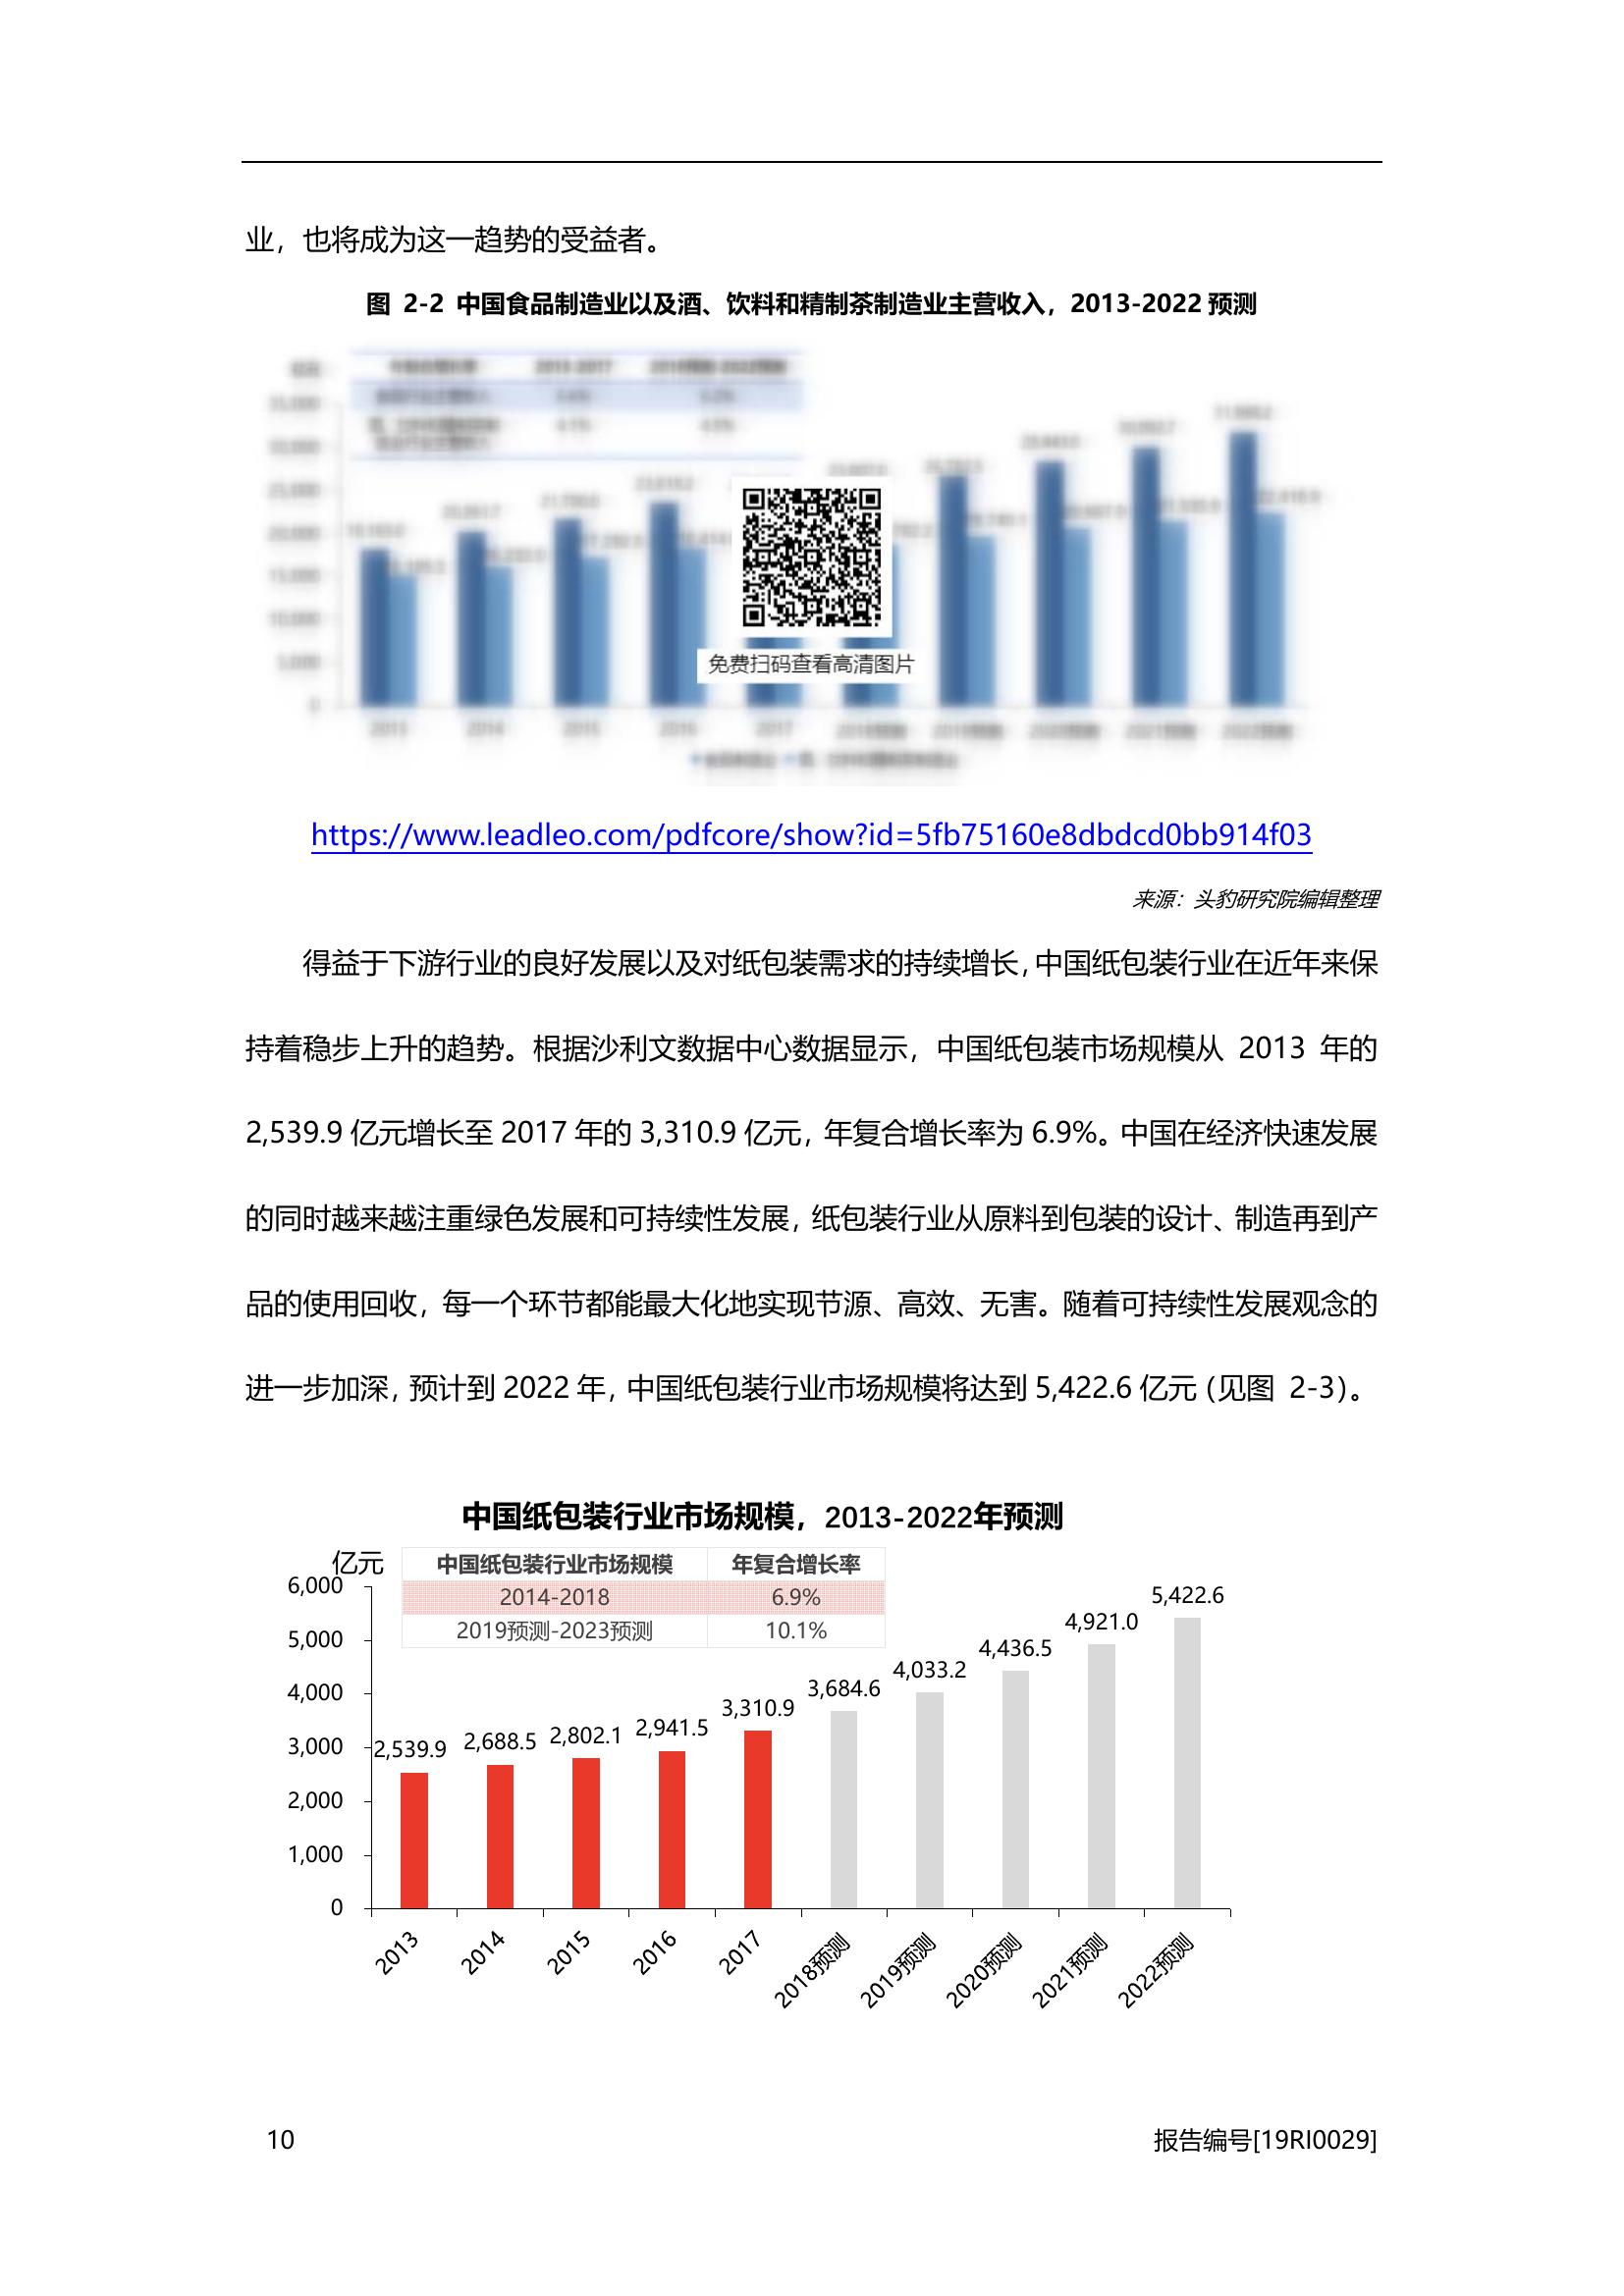 业，也将成为这一趋势的受益者。
图 2-2 中国食品制造业以及酒、饮料和精制茶制造业主营收入，2013-2022 预测
免费扫码查看高清图片
https://www.leadleo.com/pdfcore/show?id=5fb75160e8dbdcd0bb914f03
来源：头豹研究院编辑整理
得益于下游行业的良好发展以及对纸包装需求的持续增长，中国纸包装行业在近年来保
持着稳步上升的趋势。根据沙利文数据中心数据显示，中国纸包装市场规模从 2013 年的
2,539.9 亿元增长至 2017 年的 3,310.9 亿元，年复合增长率为 6.9%。中国在经济快速发展
的同时越来越注重绿色发展和可持续性发展，纸包装行业从原料到包装的设计、制造再到产
品的使用回收，每一个环节都能最大化地实现节源、高效、无害。随着可持续性发展观念的
进一步加深，预计到 2022 年，中国纸包装行业市场规模将达到 5,422.6 亿元（见图 2-3）。
中国纸包装行业市场规模，2013-2022年预测
亿元
中国纸包装行业市场规模 年复合增长率
2014-2018 6.9%
2019预测-2023预测 10.1%
6,000
5,000
4,000
3,000
2,000
1,000
0
2,539.9
2,688.5
2,802.1
2,941.5
3,310.9
3,684.6
4,033.2
4,436.5
4,921.0
5,422.6
2013
2014
2015
2016
2017
2018预测
2019预测
2020预测
2021预测
2022预测
10
报告编号[19RI0029]